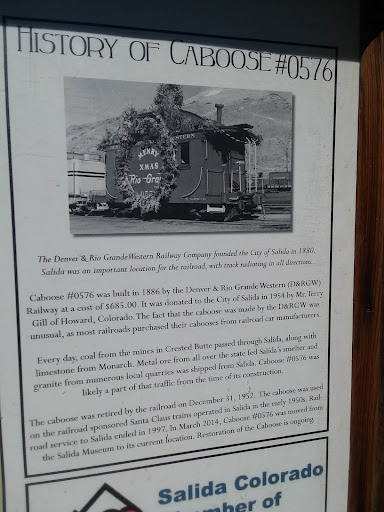 HISTORY OF CABOOSE #0576
WESTERN
MERRY
XMAS
Rio Gra
The Denver & Rio Grande Western Railway Company founded the City of Salida in 1880.
Salida was an important location for the railroad, with track radiating in all directions.
Caboose #0576 was built in 1886 by the Denver & Rio Grande Western (D&RGW)
Railway at a cost of $685.00. It was donated to the City of Salida in 1954 by Mr. Terry
Gill of Howard, Colorado. The fact that the caboose was made by the D&RGW was
unusual, as most railroads purchased their cabooses from railroad car manufacturers.
Every day, coal from the mines in Crested Butte passed through Salida, along with
limestone from Monarch. Metal ore from all over the state fed Salida's smelter and
granite from numerous local quarries was shipped from Salida. Caboose #0576 was
likely a part of that traffic from the time of its construction.
The caboose was retired by the railroad on December 31, 1952. The caboose was used
on the railroad sponsored Santa Claus trains operated in Salida in the early 1950s. Rail-
road service to Salida ended in 1997. In March 2014, Caboose #0576 was moved from
the Salida Museum to its current location. Restoration of the Caboose is ongoing.
Salida Colorado
mber of